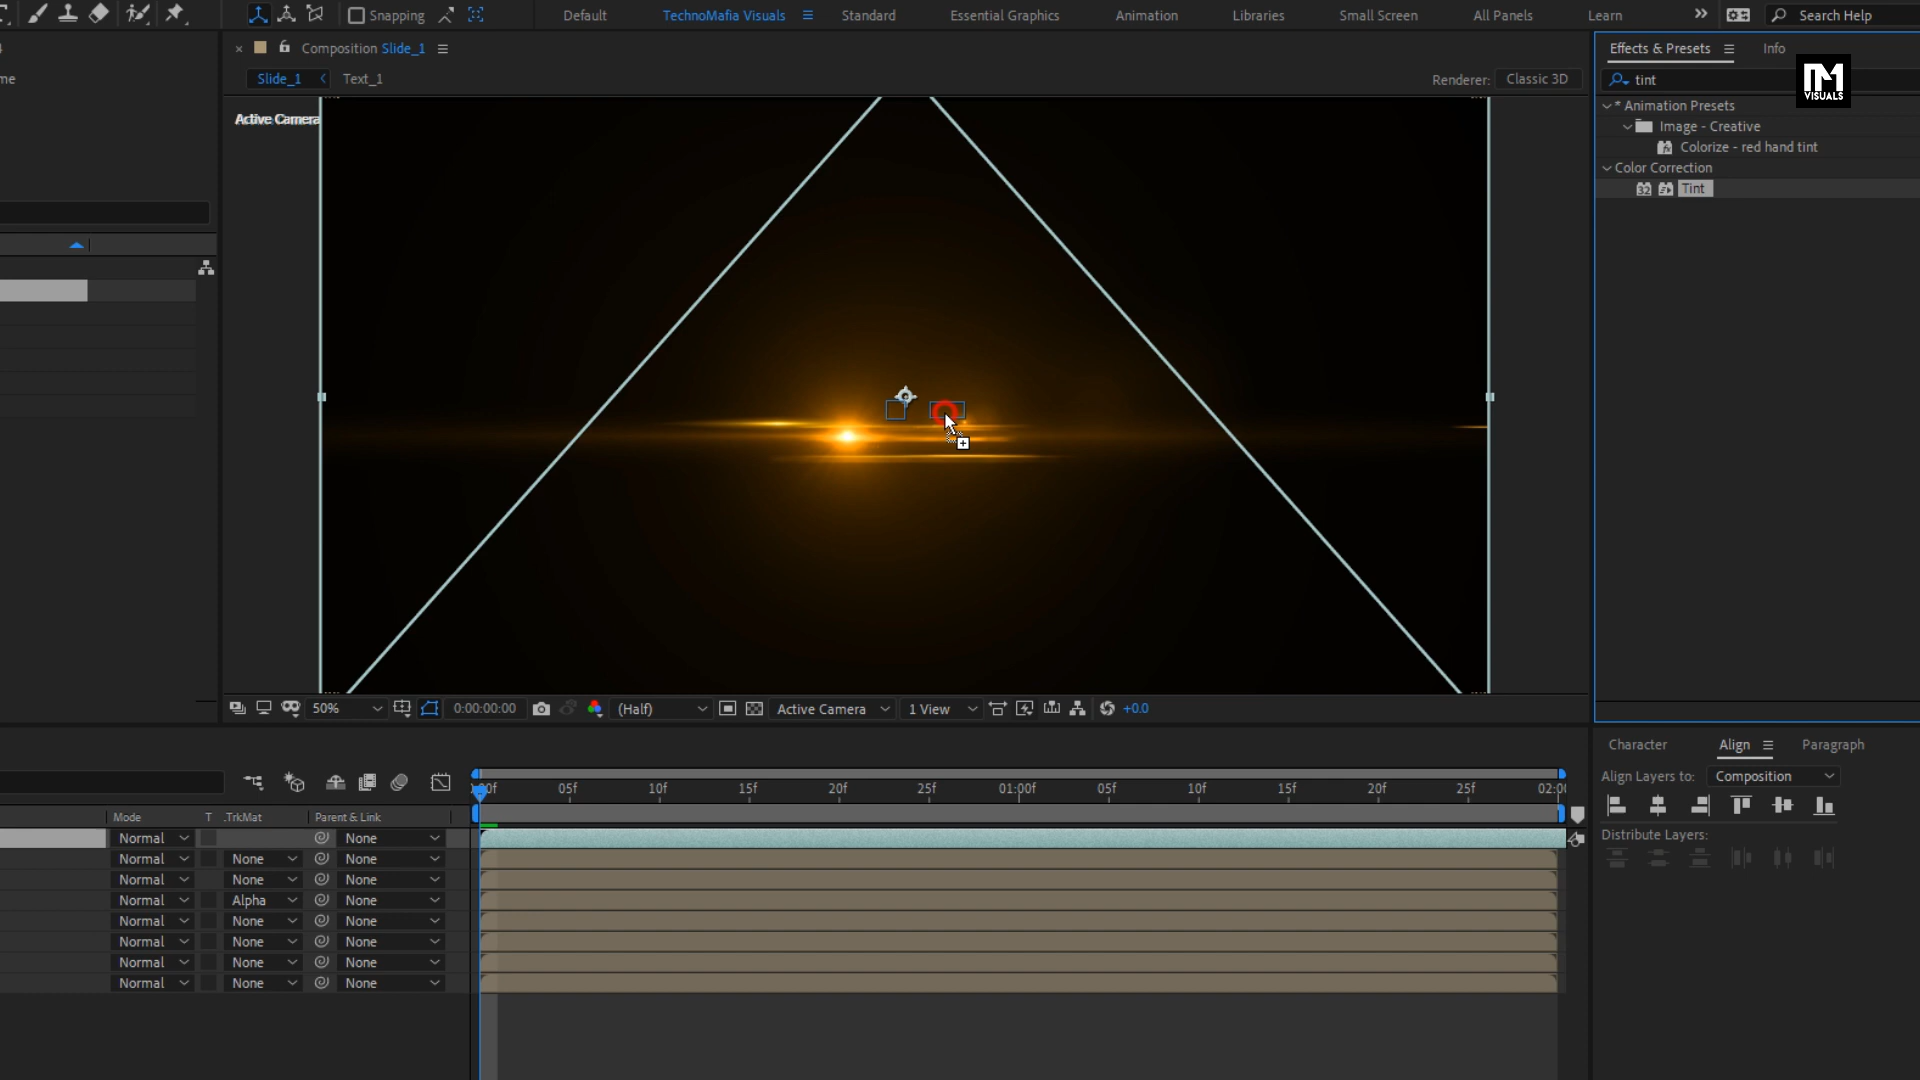 Snapping
Default
TechnoMafia Visuals
Standard
Essential Graphics
Animation
Libraries
Small Screen
All Panels
Learn
Search Help
Composition Slide_1
Slide_1
Text_1
Renderer: Classic 3D
Active Camera
me
Effects & Presets
Info
tint
VISUALS
* Animation Presets
Image - Creative
Colorize - red hand tint
Color Correction
32 Tint
50%
0:00:00:00
(Half)
Active Camera
1 View
+0.0
05f 10f 15f 20f 25f 01:00f 05f 10f 15f 20f 25f
Mode T .TrkMat Parent & Link
Normal None
Normal None None
Normal None None
Normal Alpha None
Normal None None
Normal None None
Normal None None
Normal None None
Character
Align
Paragraph
Align Layers to: Composition
Distribute Layers: